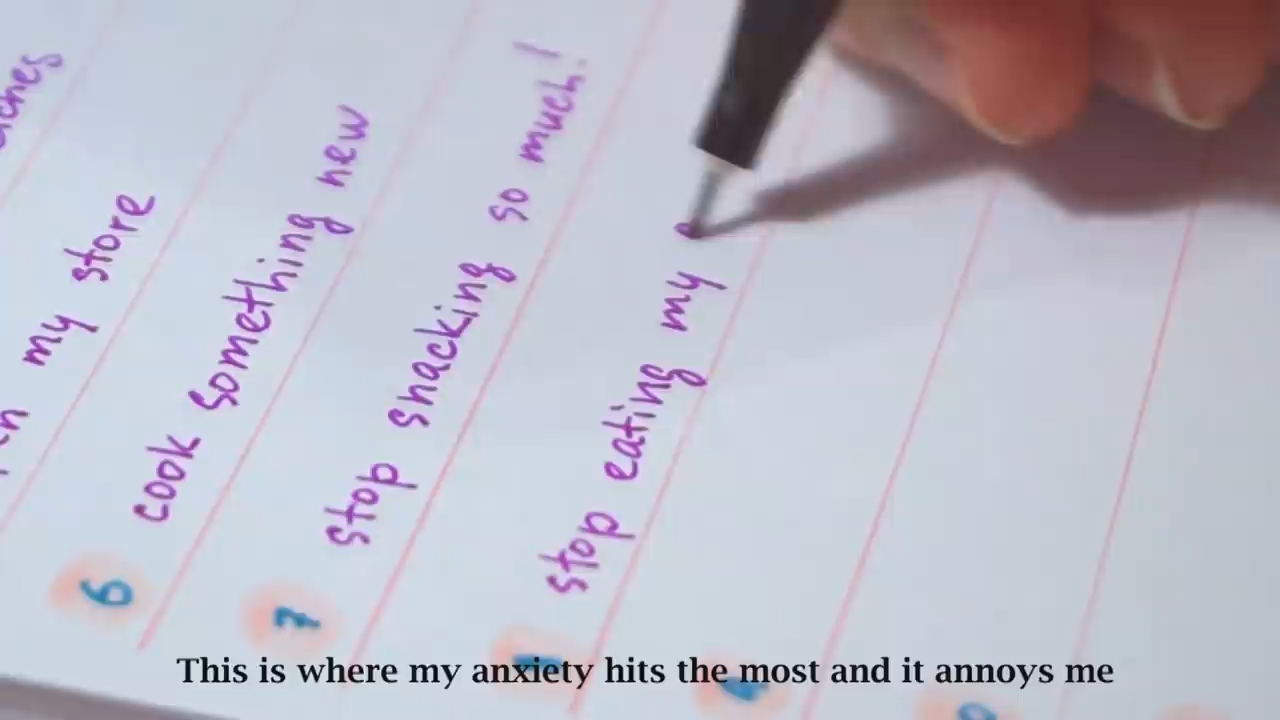 my store
6 cook something new
7 stop snacking so much!
stop eating my
This is where my anxiety hits the most and it annoys me